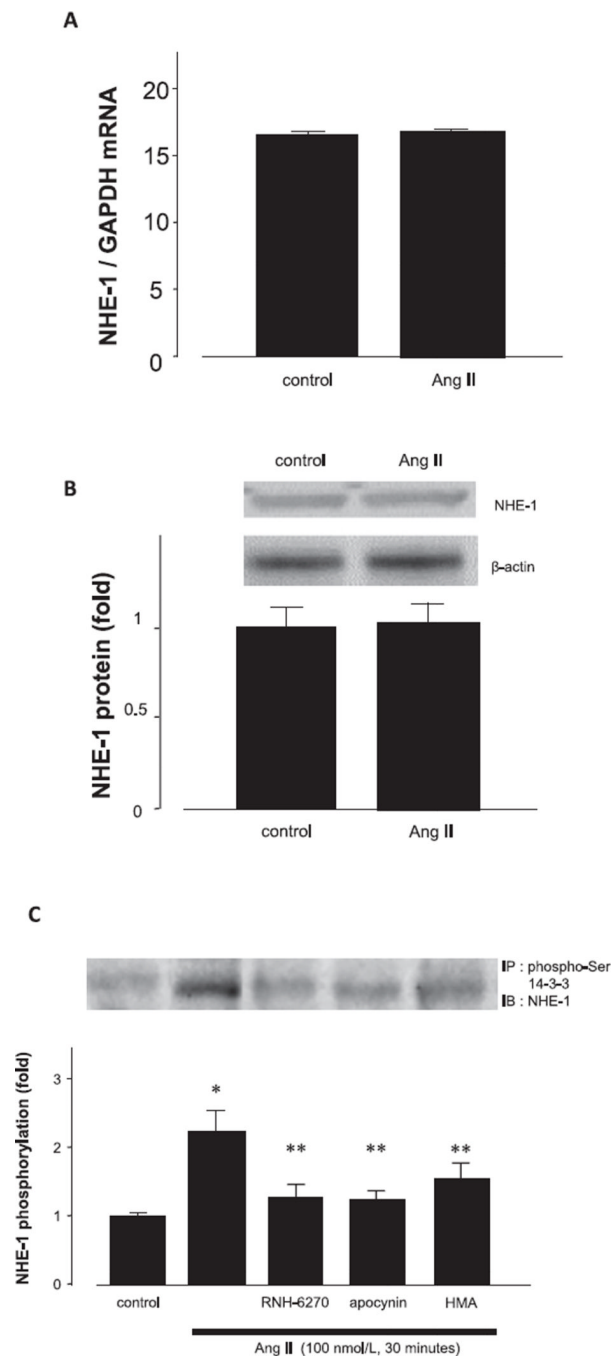 A
NHE-1 / GAPDH mRNA
20
15
10
5
0
control Ang II
B
control Ang II
NHE-1
β-actin
NHE-1 protein (fold)
1
0.5
0
control Ang II
C
IP : phospho-Ser
14-3-3
IB : NHE-1
NHE-1 phosphorylation (fold)
3
2
1
0
*
** ** **
control RNH-6270 apocynin HMA
Ang II (100 nmol/L, 30 minutes)